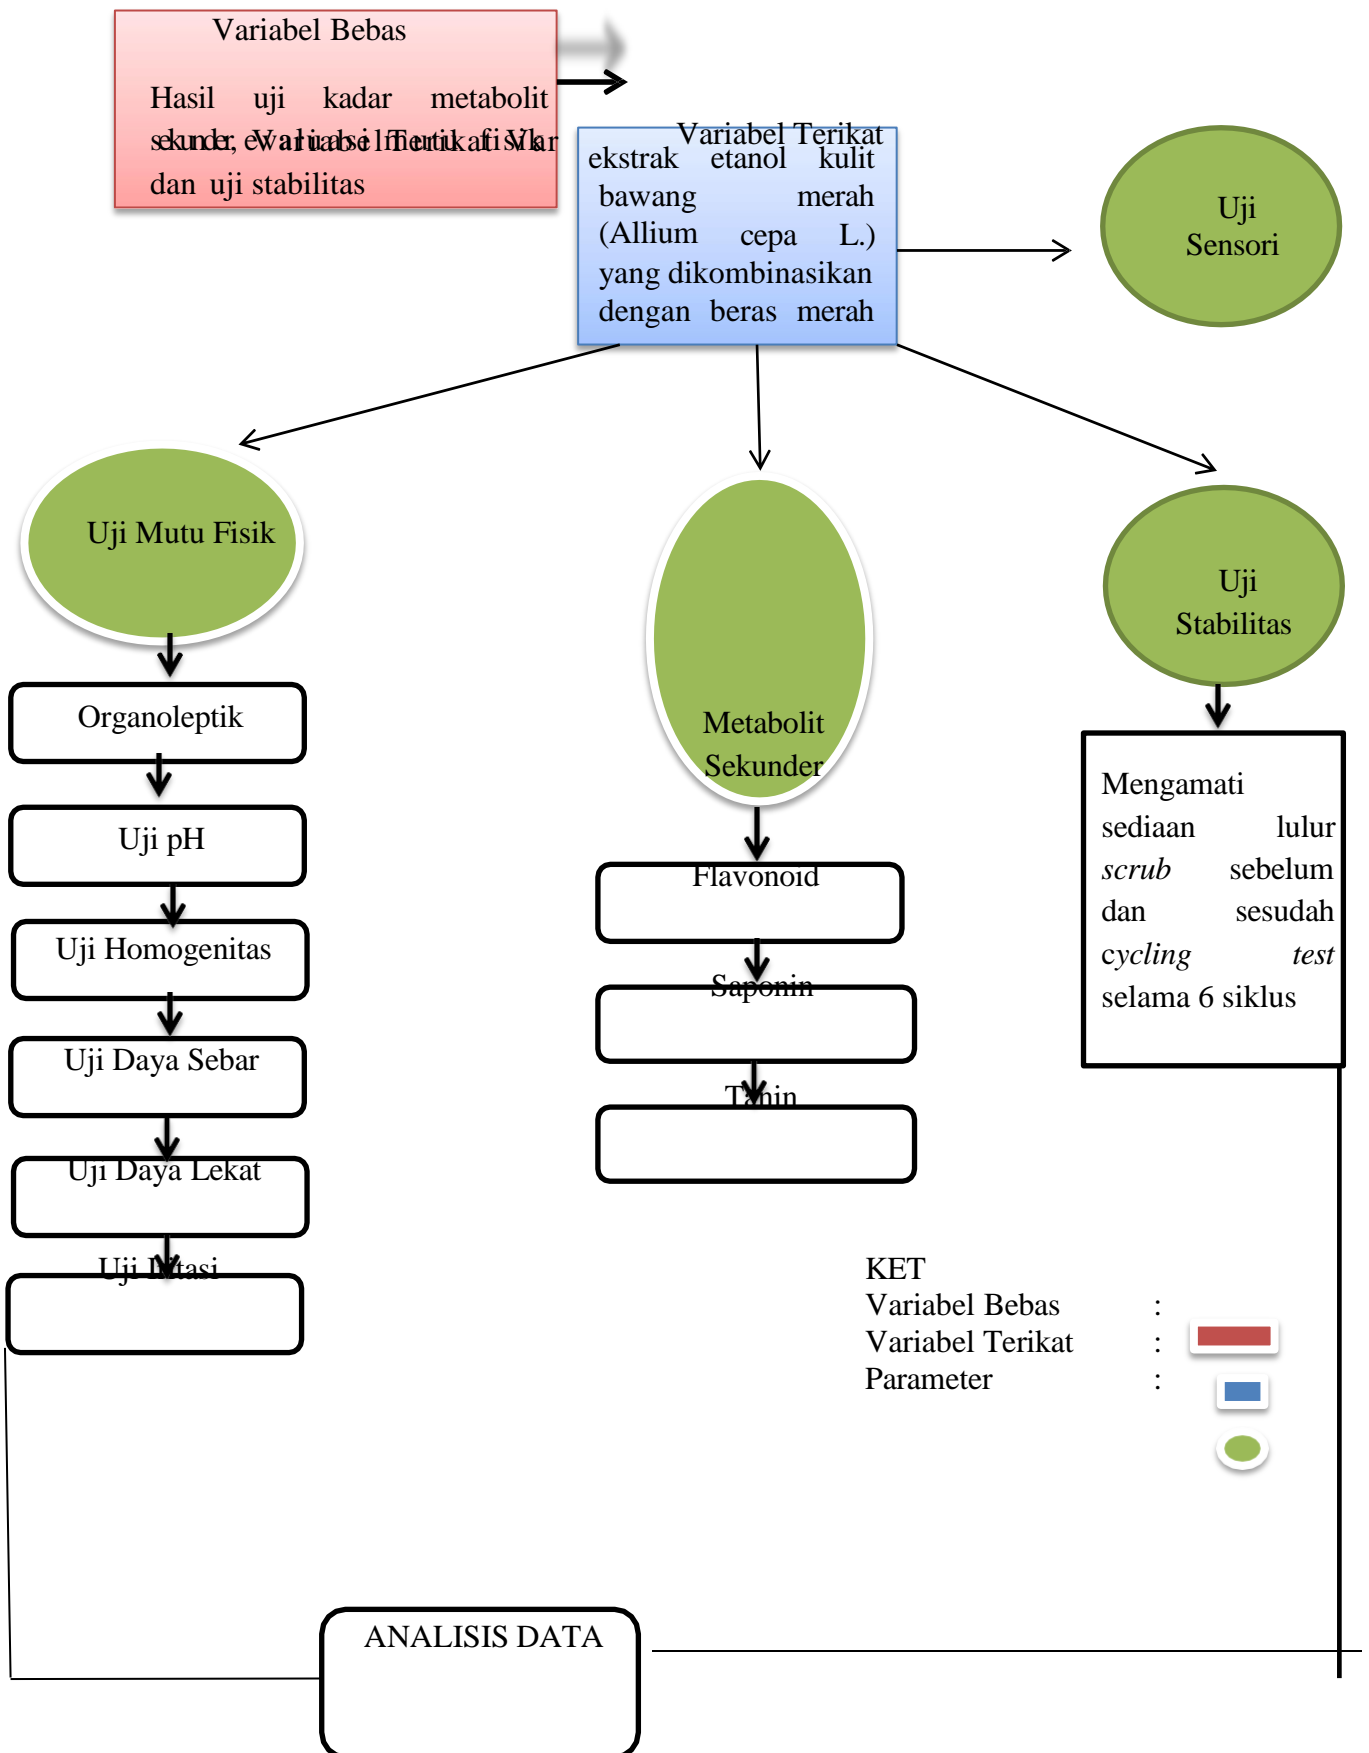 Variabel Bebas
Hasil uji kadar metabolit
dan uji stabilitas
Variabel Terikat
ekstrak etanol kulit
bawang merah
(Allium cepa L.)
yang dikombinasikan
dengan beras merah
Uji
Sensori
Uji Mutu Fisik
Organoleptik
Uji pH
Uji Homogenitas
Uji Daya Sebar
Uji Daya Lekat
Uji Iritasi
Metabolit
Sekunder
Flavonoid
Saponin
Tanin
Uji
Stabilitas
Mengamati
sediaan lulur
scrub sebelum
dan sesudah
cycling test
selama 6 siklus
KET
Variabel Bebas :
Variabel Terikat :
Parameter :
ANALISIS DATA